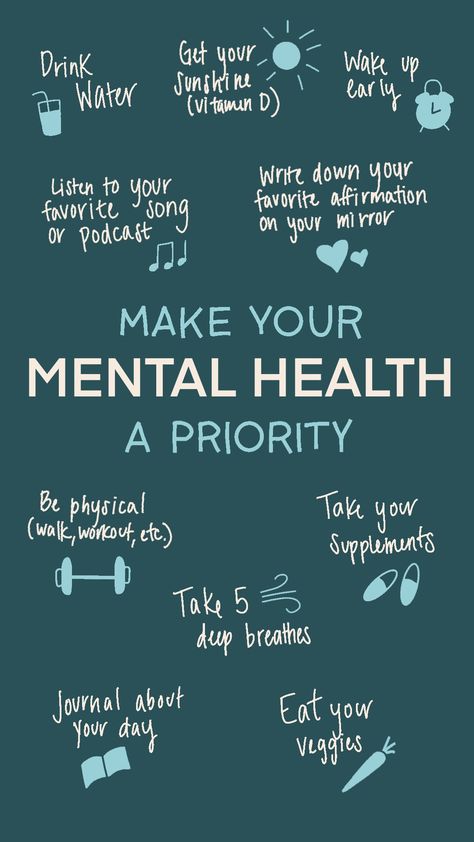 Drink
Water
Get your
Sunshine
(vitamin D)
Wake up
early
Listen to your
favorite song
or podcast
Write down your
favorite affirmation
on your mirror
MAKE YOUR
MENTAL HEALTH
A PRIORITY
Be physical
(walk, workout, etc.)
Take your
Supplements
Take 5
deep breathes
Journal about
your day
Eat your
veggies